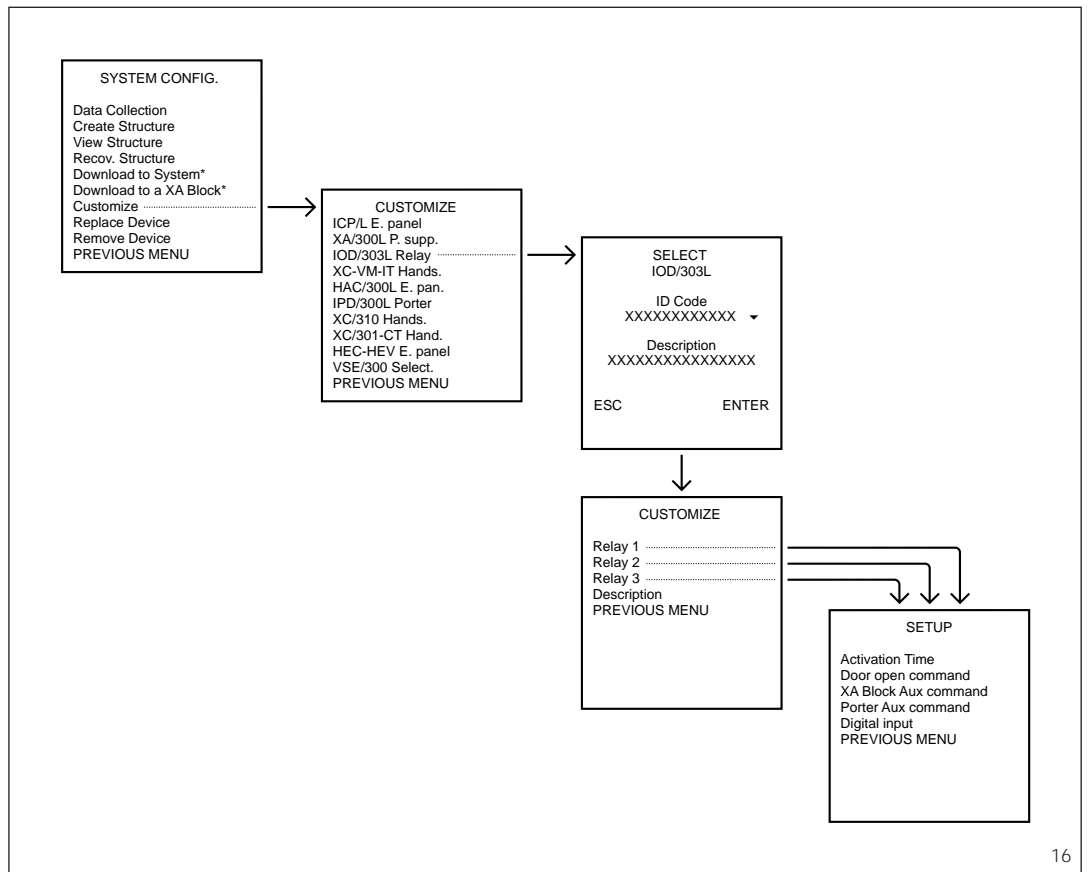 SYSTEM CONFIG.
Data Collection
Create Structure
View Structure
Recov. Structure
Download to System*
Download to a XA Block*
Customize
Replace Device
Remove Device
PREVIOUS MENU
CUSTOMIZE
ICP/L E. panel
XA/300L P. supp.
IOD/303L Relay
XC-VM-IT Hands.
HAC/300L E. pan.
IPD/300L Porter
XC/310 Hands.
XC/301-CT Hand.
HEC-HEV E. panel
VSE/300 Select.
PREVIOUS MENU
SELECT
IOD/303L
ID Code
XXXXXXXXXXXX
Description
XXXXXXXXXXXXXXXX
ESC ENTER
CUSTOMIZE
Relay 1
Relay 2
Relay 3
Description
PREVIOUS MENU
SETUP
Activation Time
Door open command
XA Block Aux command
Porter Aux command
Digital input
PREVIOUS MENU
16